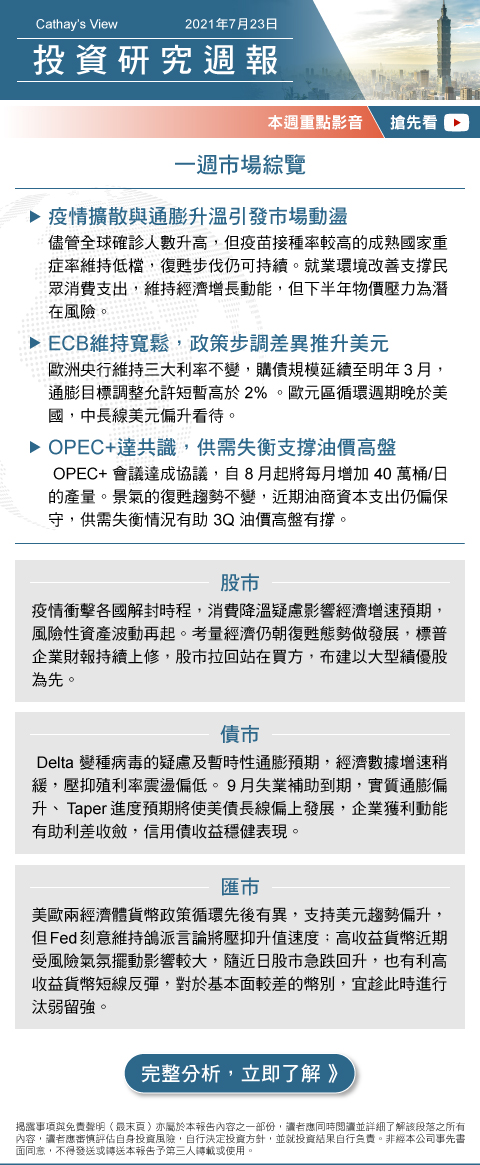 Cathay's View 2021年7月23日
投資研究週報
本週重點影音 搶先看
一週市場綜覽
疫情擴散與通膨升溫引發市場動盪
儘管全球確診人數升高，但疫苗接種率較高的成熟國家重
症率維持低檔，復甦步伐仍可持續。就業環境改善支撐民
眾消費支出，維持經濟增長動能，但下半年物價壓力為潛
在風險。
ECB維持寬鬆，政策步調差異推升美元
歐洲央行維持三大利率不變，購債規模延續至明年 3 月，
通膨目標調整允許短暫高於 2% 。歐元區循環週期晚於美
國，中長線美元偏升看待。
OPEC+達共識，供需失衡支撐油價高盤
OPEC+ 會議達成協議，自 8 月起將每月增加 40 萬桶/日
的產量。景氣的復甦趨勢不變，近期油商資本支出仍偏保
守，供需失衡情況有助 3Q 油價高盤有撐。
股市
疫情衝擊各國解封時程，消費降溫疑慮影響經濟增速預期，
風險性資產波動再起。考量經濟仍朝復甦態勢做發展，標普
企業財報持續上修，股市拉回站在買方，布建以大型績優股
為先。
債市
Delta 變種病毒的疑慮及暫時性通膨預期，經濟數據增速稍
緩，壓抑殖利率震盪偏低。 9 月失業補助到期，實質通膨偏
升、 Taper 進度預期將使美債長線偏上發展，企業獲利動能
有助利差收斂，信用債收益穩健表現。
匯市
美歐兩經濟體貨幣政策循環先後有異，支持美元趨勢偏升，
但 Fed 刻意維持鴿派言論將壓抑升值速度；高收益貨幣近期
受風險氣氛擺動影響較大，隨近日股市急跌回升，也有利高
收益貨幣短線反彈，對於基本面較差的幣別，宜趁此時進行
汰弱留強。
完整分析，立即了解 》
揭露事項與免責聲明（最末頁）亦屬於本報告內容之一部份，讀者應同時閱讀並詳細了解該段落之所有
內容，讀者應審慎評估自身投資風險，自行決定投資方針，並就投資結果自行負責。非經本公司事先書
面同意，不得發送或轉送本報告予第三人轉載或使用。